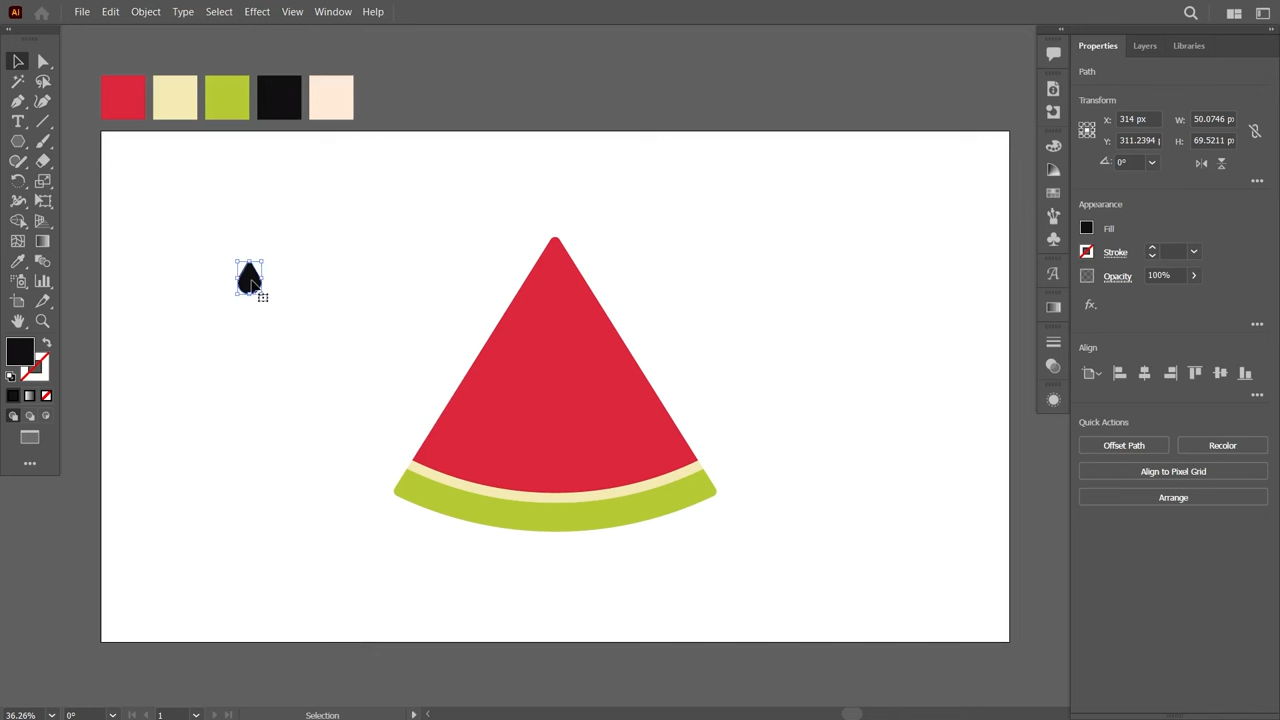 Ai File Edit Object Type Select Effect View Window Help
Properties Layers Libraries
Path
Transform
X: 314 px W: 50.0746 p
Y: 311.2394 H: 69.5211 p
0°
Appearance
Fill
Stroke
Opacity 100%
fx
Align
Quick Actions
Offset Path Recolor
Align to Pixel Grid
Arrange
36.26% 0° 1 Selection